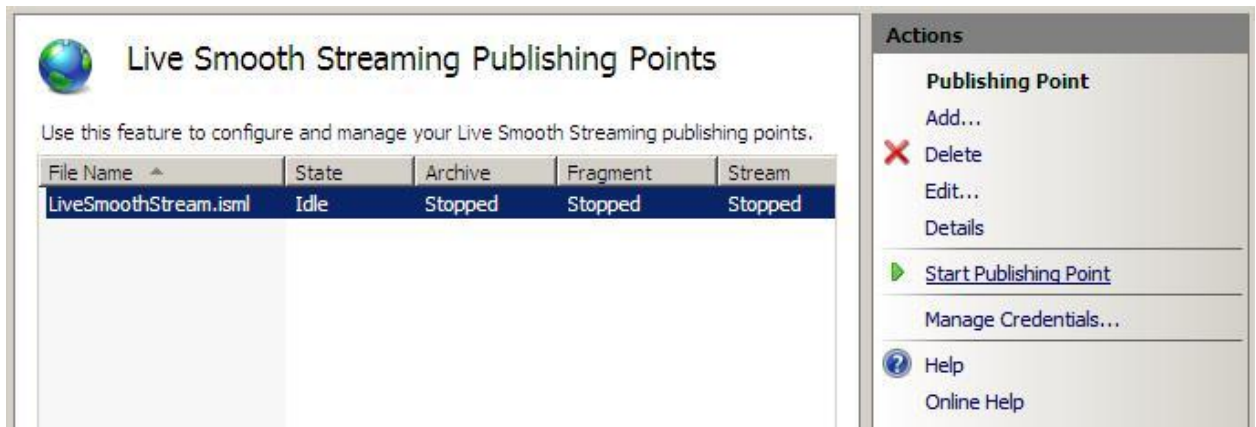 Live Smooth Streaming Publishing Points
Use this feature to configure and manage your Live Smooth Streaming publishing points.
File Name State Archive Fragment Stream
LiveSmoothStream.isml Idle Stopped Stopped Stopped
Actions
Publishing Point
Add...
Delete
Edit...
Details
Start Publishing Point
Manage Credentials...
Help
Online Help